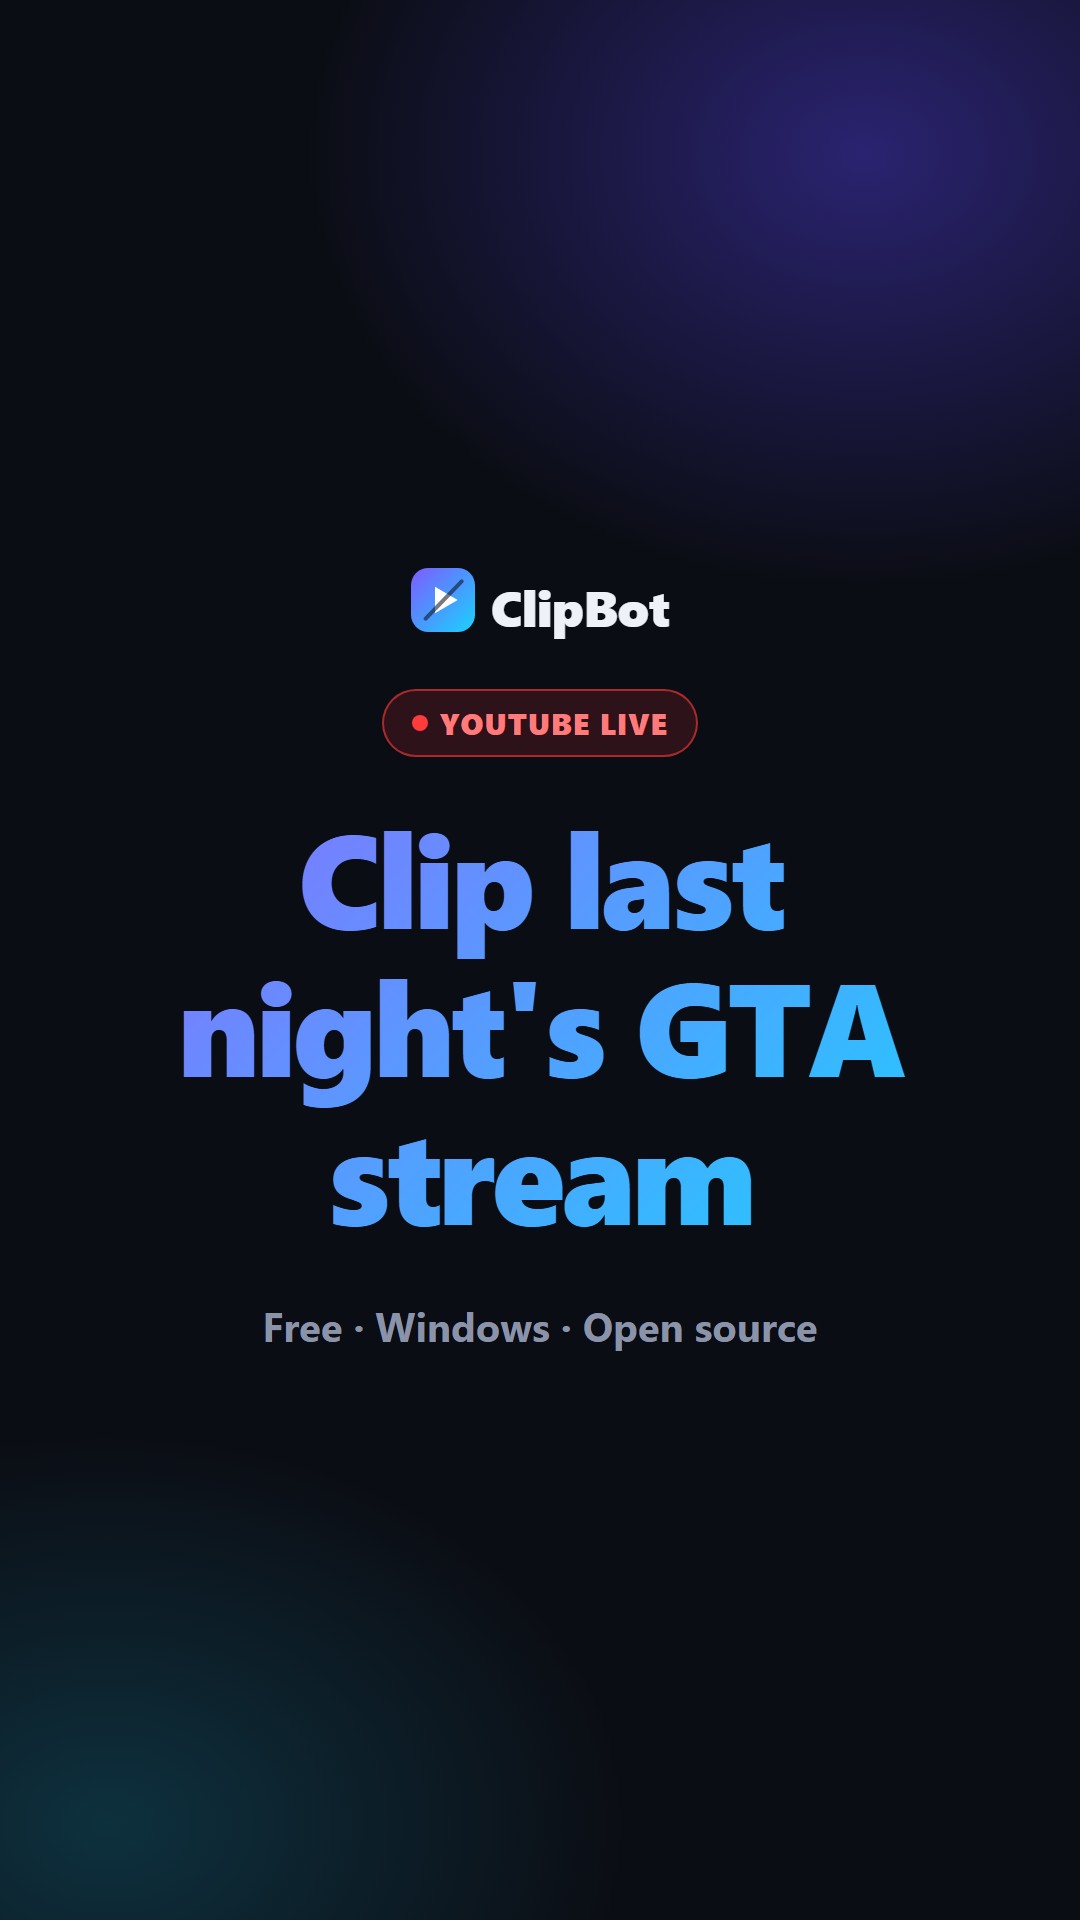 ClipBot
YOUTUBE LIVE
Clip last
night's GTA
stream
Free · Windows · Open source